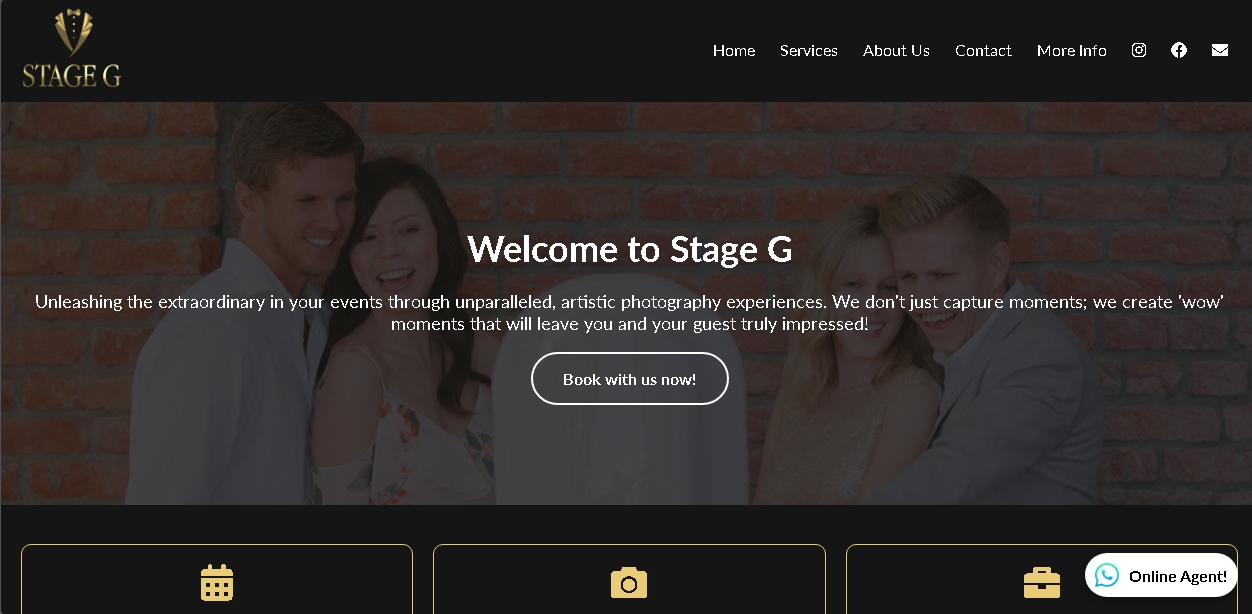 STAGE G
Home Services About Us Contact More Info
Welcome to Stage G
Unleashing the extraordinary in your events through unparalleled, artistic photography experiences. We don't just capture moments; we create 'wow'
moments that will leave you and your guest truly impressed!
Book with us now!
Online Agent!